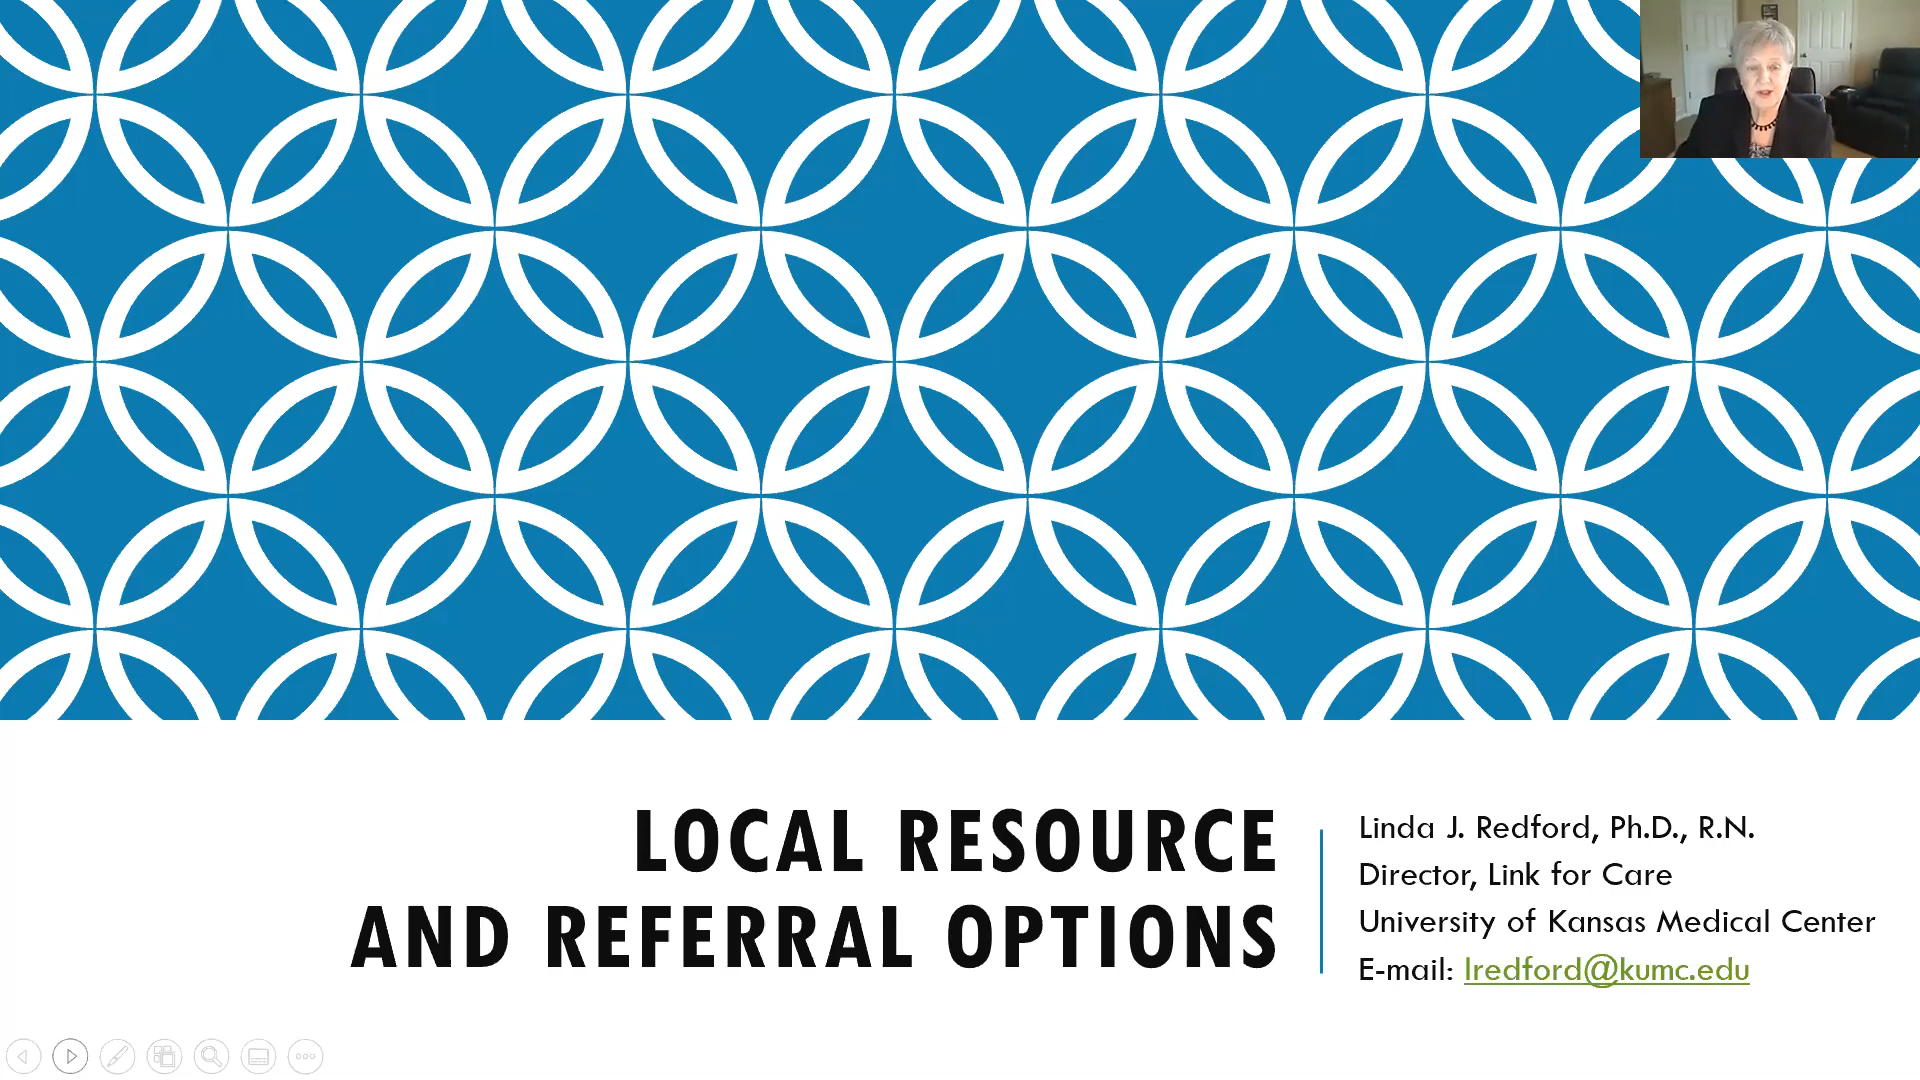 LOCAL RESOURCE
AND REFERRAL OPTIONS
Linda J. Redford, Ph.D., R.N.
Director, Link for Care
University of Kansas Medical Center
E-mail: lredford@kumc.edu